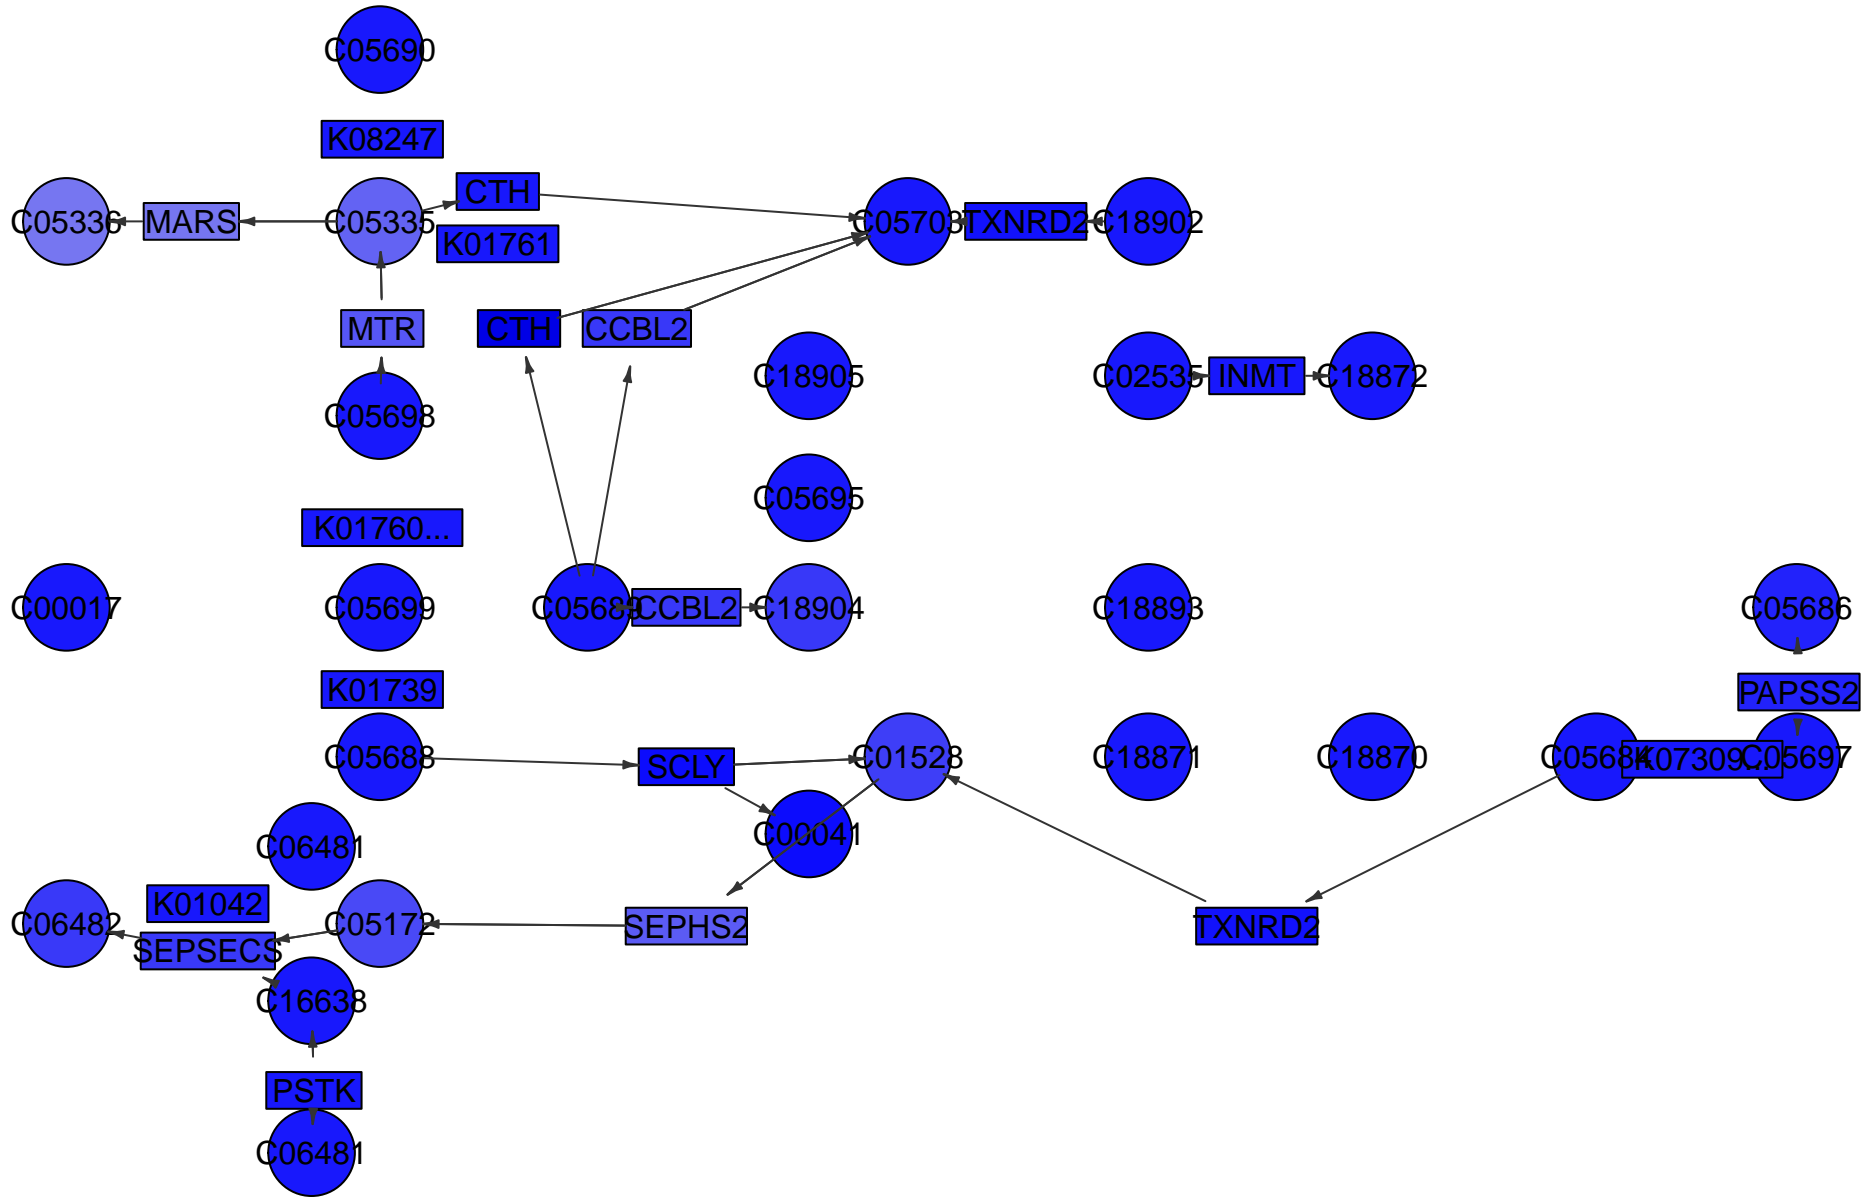 C05690
K08247
CTH
C05336
MARS
C05335
C05703
TXNRD2
C18902
K01761
MTR
CTH
CCBL2
C18905
C02535
INMT
C18872
C05698
C05695
K01760...
C00017
C05699
C05689
CCBL2
C18904
C18893
C05686
K01739
PAPSS2
C05688
SCLY
C01528
C18871
C18870
C05684
K07309...
C05697
C00041
C06481
K01042
C06482
C05172
SEPHS2
TXNRD2
SEPSECS
C16638
PSTK
C06481